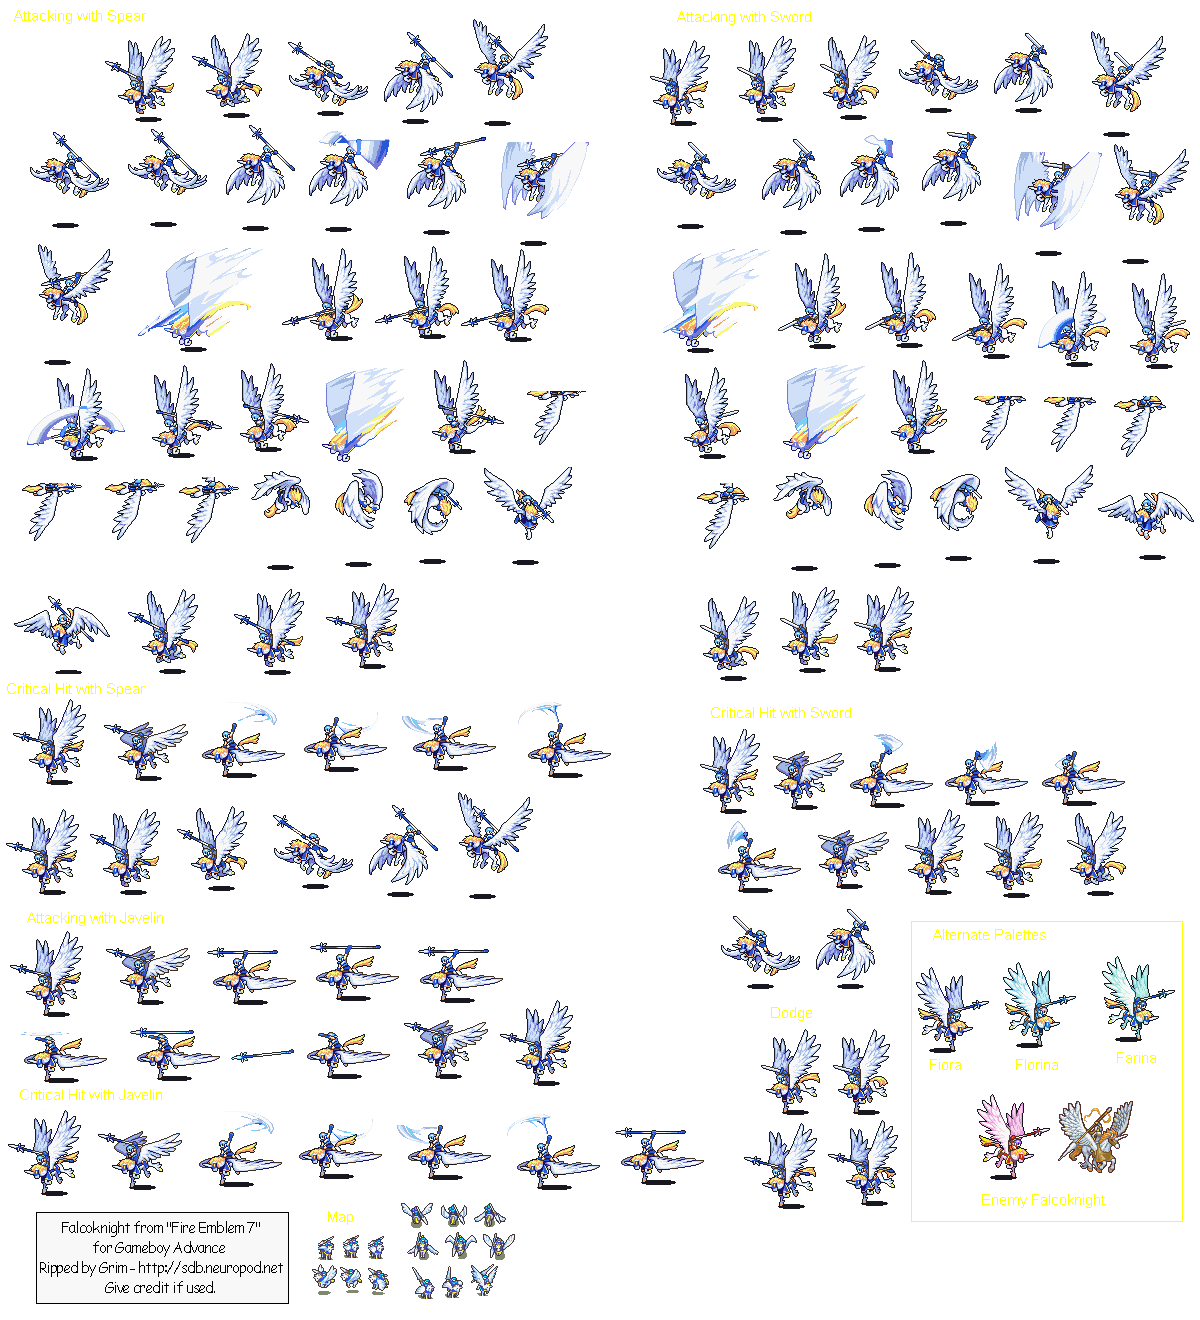 Attacking with Spear
Attacking with Sword
Critical Hit with Spear
Critical Hit with Sword
Attacking with Javelin
Alternate Palettes
Dodge
Fiora
Florina
Farina
Critical Hit with Javelin
Enemy Falcoknight
Map
Falcoknight from "Fire Emblem 7"
for Gameboy Advance
Ripped by Grim - http://sdb.neuropod.net
Give credit if used.